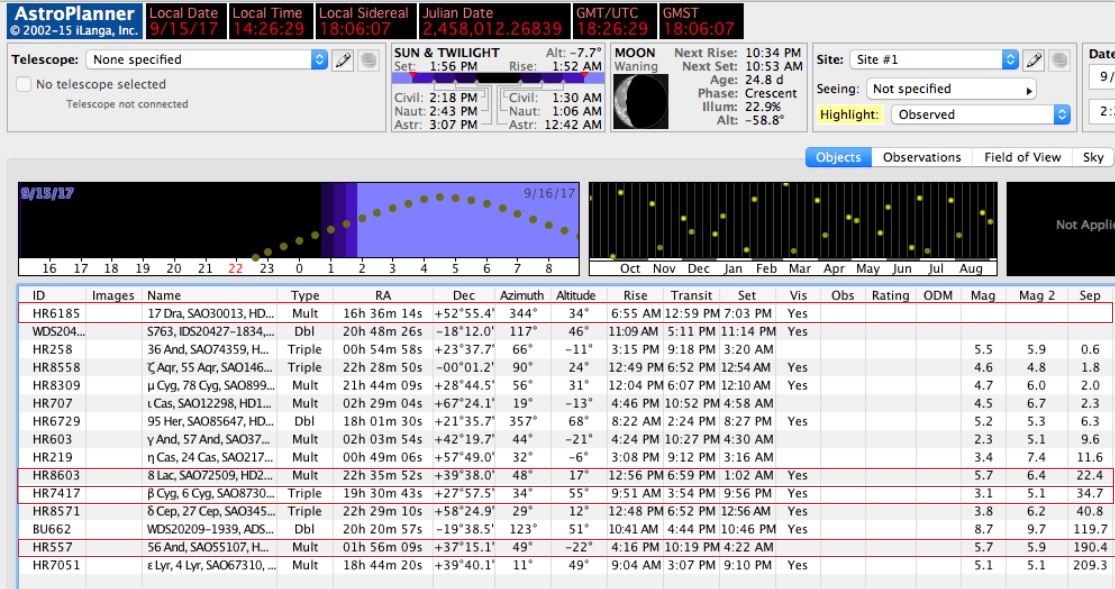 AstroPlanner
© 2002-15 iLanga, Inc.
Local Date
9/15/17
Local Time
14:26:29
Local Sidereal
18:06:07
Julian Date
2,458,012.26839
GMT/UTC
18:26:29
GMST
18:06:07
Telescope: None specified
No telescope selected
Telescope not connected
SUN & TWILIGHT Alt: -7.7°
Set: 1:56 PM Rise: 1:52 AM
Civil: 2:18 PM Civil: 1:30 AM
Naut: 2:43 PM Naut: 1:06 AM
Astr: 3:07 PM Astr: 12:42 AM
MOON Next Rise: 10:34 PM
Waning Next Set: 10:53 AM
Age: 24.8 d
Phase: Crescent
Illum: 22.9%
Alt: -58.8°
Site: Site #1
Seeing: Not specified
Highlight: Observed
Date
9/
2:
Objects Observations Field of View Sky
9/15/17 9/16/17
16 17 18 19 20 21 22 23 0 1 2 3 4 5 6 7 8
Oct Nov Dec Jan Feb Mar Apr May Jun Jul Aug
Not Applic
ID Images Name Type RA Dec Azimuth Altitude Rise Transit Set Vis Obs Rating ODM Mag Mag 2 Sep
HR6185 17 Dra, SAO30013, HD... Mult 16h 36m 14s +52°55.4' 344° 34° 6:55 AM 12:59 PM 7:03 PM Yes
WDS204... S763, IDS20427-1834,... Dbl 20h 48m 26s -18°12.0' 117° 46° 11:09 AM 5:11 PM 11:14 PM Yes
HR258 36 And, SAO74359, H... Triple 00h 54m 58s +23°37.7' 66° -11° 3:15 PM 9:18 PM 3:20 AM 5.5 5.9 0.6
HR8558 ζ Aqr, 55 Aqr, SAO146... Triple 22h 28m 50s -00°01.2' 90° 24° 12:49 PM 6:52 PM 12:54 AM Yes 4.6 4.8 1.8
HR8309 μ Cyg, 78 Cyg, SAO899... Mult 21h 44m 09s +28°44.5' 56° 31° 12:04 PM 6:07 PM 12:10 AM Yes 4.7 6.0 2.0
HR707 ι Cas, SAO12298, HD1... Mult 02h 29m 04s +67°24.1' 19° -13° 4:46 PM 10:52 PM 4:58 AM 4.5 6.7 2.3
HR6729 95 Her, SAO85647, HD... Dbl 18h 01m 30s +21°35.7' 357° 68° 8:22 AM 2:24 PM 8:27 PM Yes 5.2 5.3 6.3
HR603 γ And, 57 And, SAO37... Mult 02h 03m 54s +42°19.7' 44° -21° 4:24 PM 10:27 PM 4:30 AM 2.3 5.1 9.6
HR219 η Cas, 24 Cas, SAO217... Mult 00h 49m 06s +57°49.0' 32° -6° 3:08 PM 9:12 PM 3:16 AM 3.4 7.4 11.6
HR8603 8 Lac, SAO72509, HD2... Mult 22h 35m 52s +39°38.0' 48° 17° 12:56 PM 6:59 PM 1:02 AM Yes 5.7 6.4 22.4
HR7417 β Cyg, 6 Cyg, SAO8730... Triple 19h 30m 43s +27°57.5' 34° 55° 9:51 AM 3:54 PM 9:56 PM Yes 3.1 5.1 34.7
HR8571 δ Cep, 27 Cep, SAO345... Triple 22h 29m 10s +58°24.9' 29° 12° 12:48 PM 6:52 PM 12:56 AM Yes 3.8 6.2 40.8
BU662 WDS20209-1939, ADS... Dbl 20h 20m 57s -19°38.5' 123° 51° 10:41 AM 4:44 PM 10:46 PM Yes 8.7 9.7 119.7
HR557 56 And, SAO55107, H... Mult 01h 56m 09s +37°15.1' 49° -22° 4:16 PM 10:19 PM 4:22 AM 5.7 5.9 190.4
HR7051 ε Lyr, 4 Lyr, SAO67310, ... Mult 18h 44m 20s +39°40.1' 11° 49° 9:04 AM 3:07 PM 9:10 PM Yes 5.1 5.1 209.3